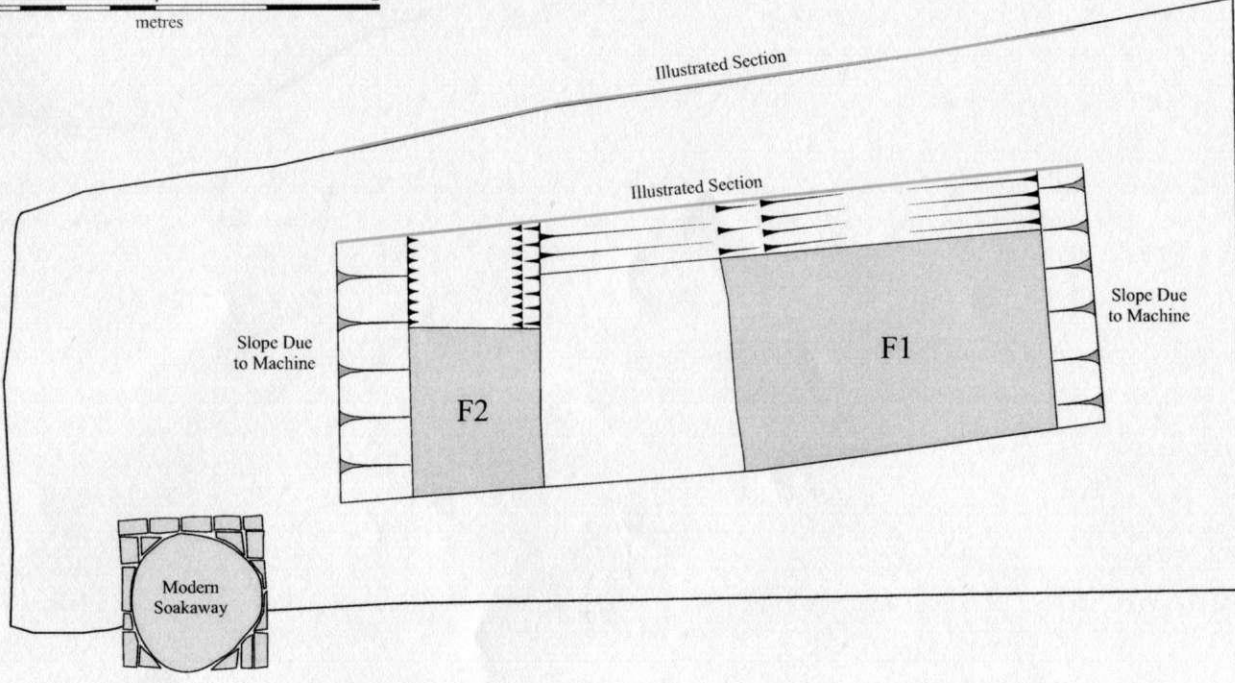 metres
Illustrated Section
Illustrated Section
Slope Due
to Machine
Slope Due
to Machine
F1
F2
Modern
Soakaway